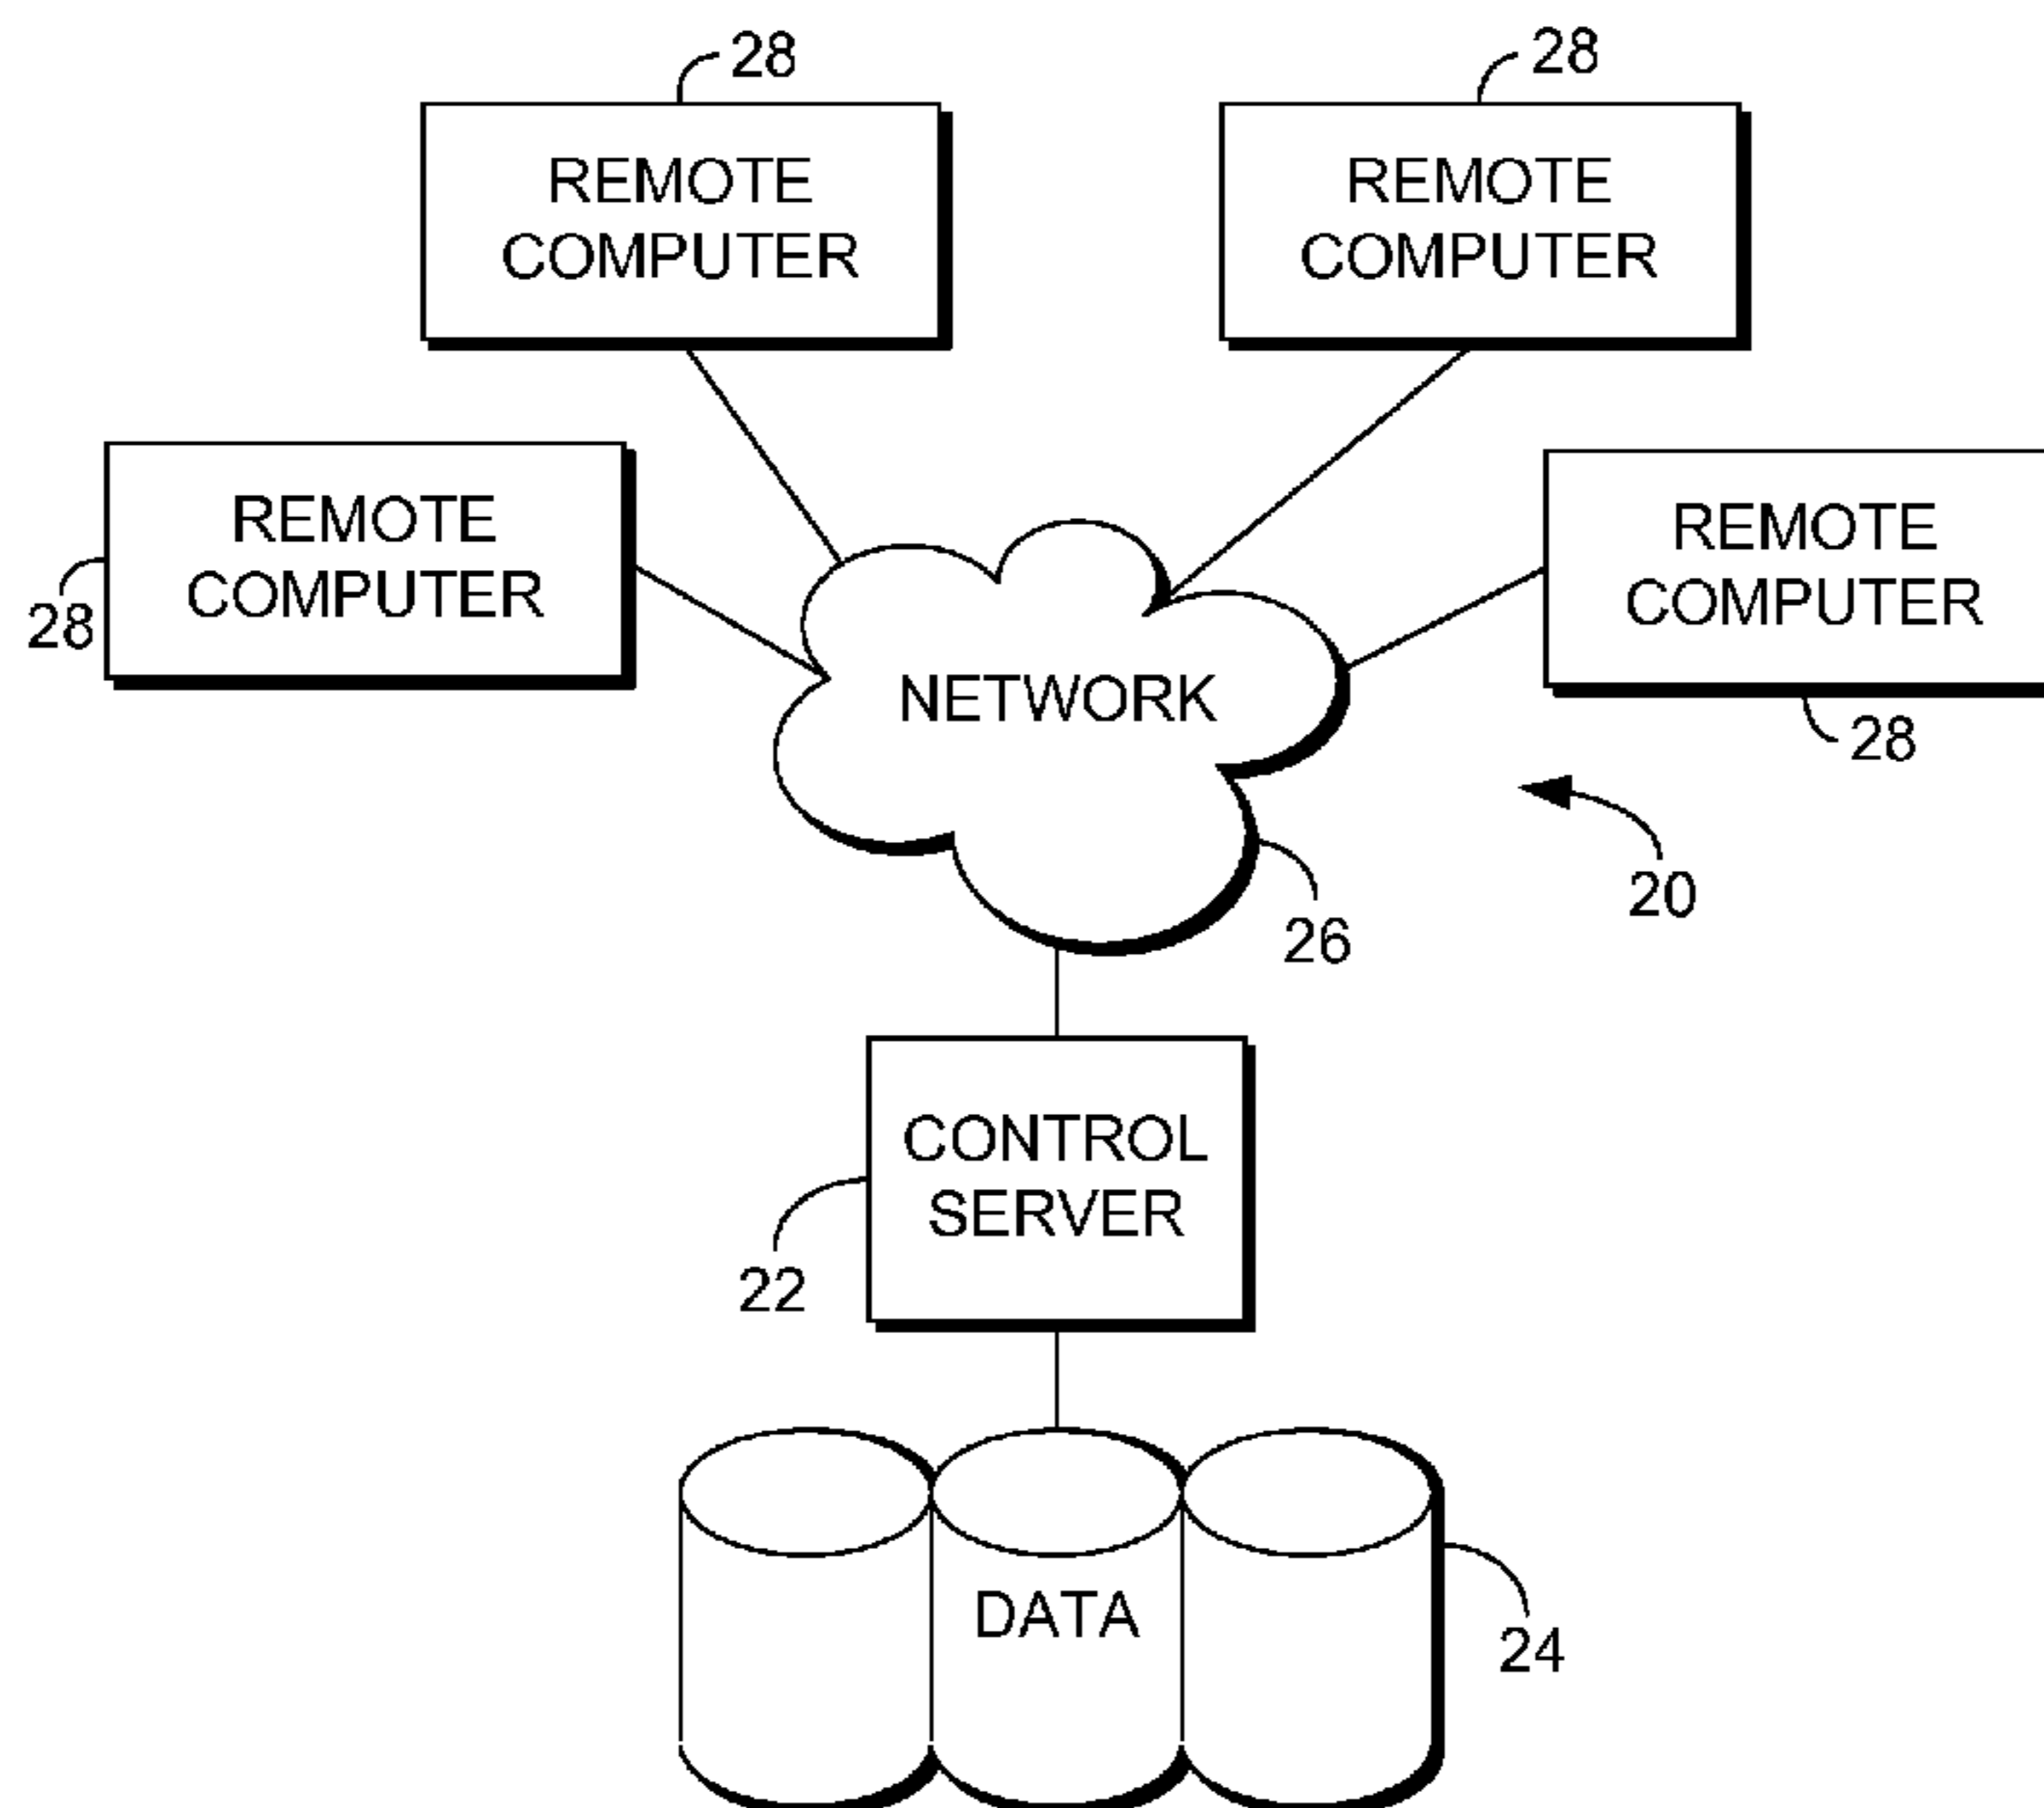 28
28
REMOTE
COMPUTER
REMOTE
COMPUTER
REMOTE
COMPUTER
28
REMOTE
COMPUTER
28
NETWORK
20
26
CONTROL
SERVER
22
DATA
24